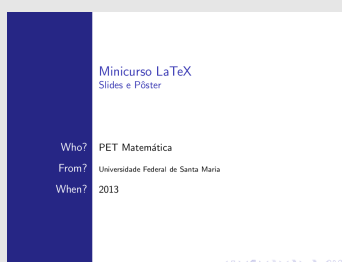 Minicurso LaTeX
Slides e Pôster
Who? PET Matemática
From? Universidade Federal de Santa Maria
When? 2013